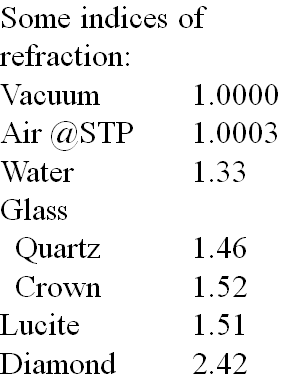 Some indices of
refraction:
Vacuum 1.0000
Air @STP 1.0003
Water 1.33
Glass
Quartz 1.46
Crown 1.52
Lucite 1.51
Diamond 2.42